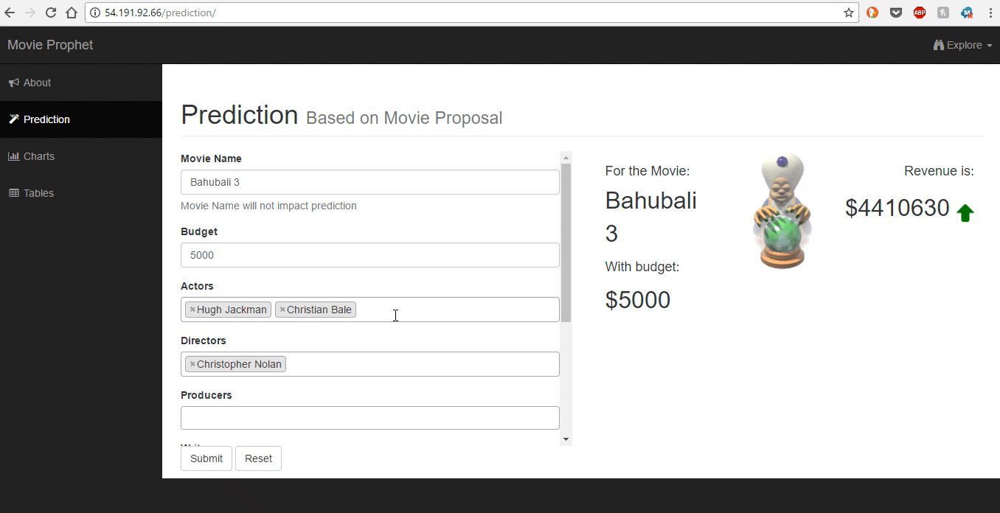 54.191.92.66/prediction/
ABP
Movie Prophet
Explore
About
Prediction
Charts
Tables
Prediction Based on Movie Proposal
Movie Name
Bahubali 3
Movie Name will not impact prediction
Budget
5000
Actors
×Hugh Jackman ×Christian Bale
Directors
×Christopher Nolan
Producers
Submit Reset
For the Movie:
Bahubali
3
With budget:
$5000
Revenue is:
$4410630